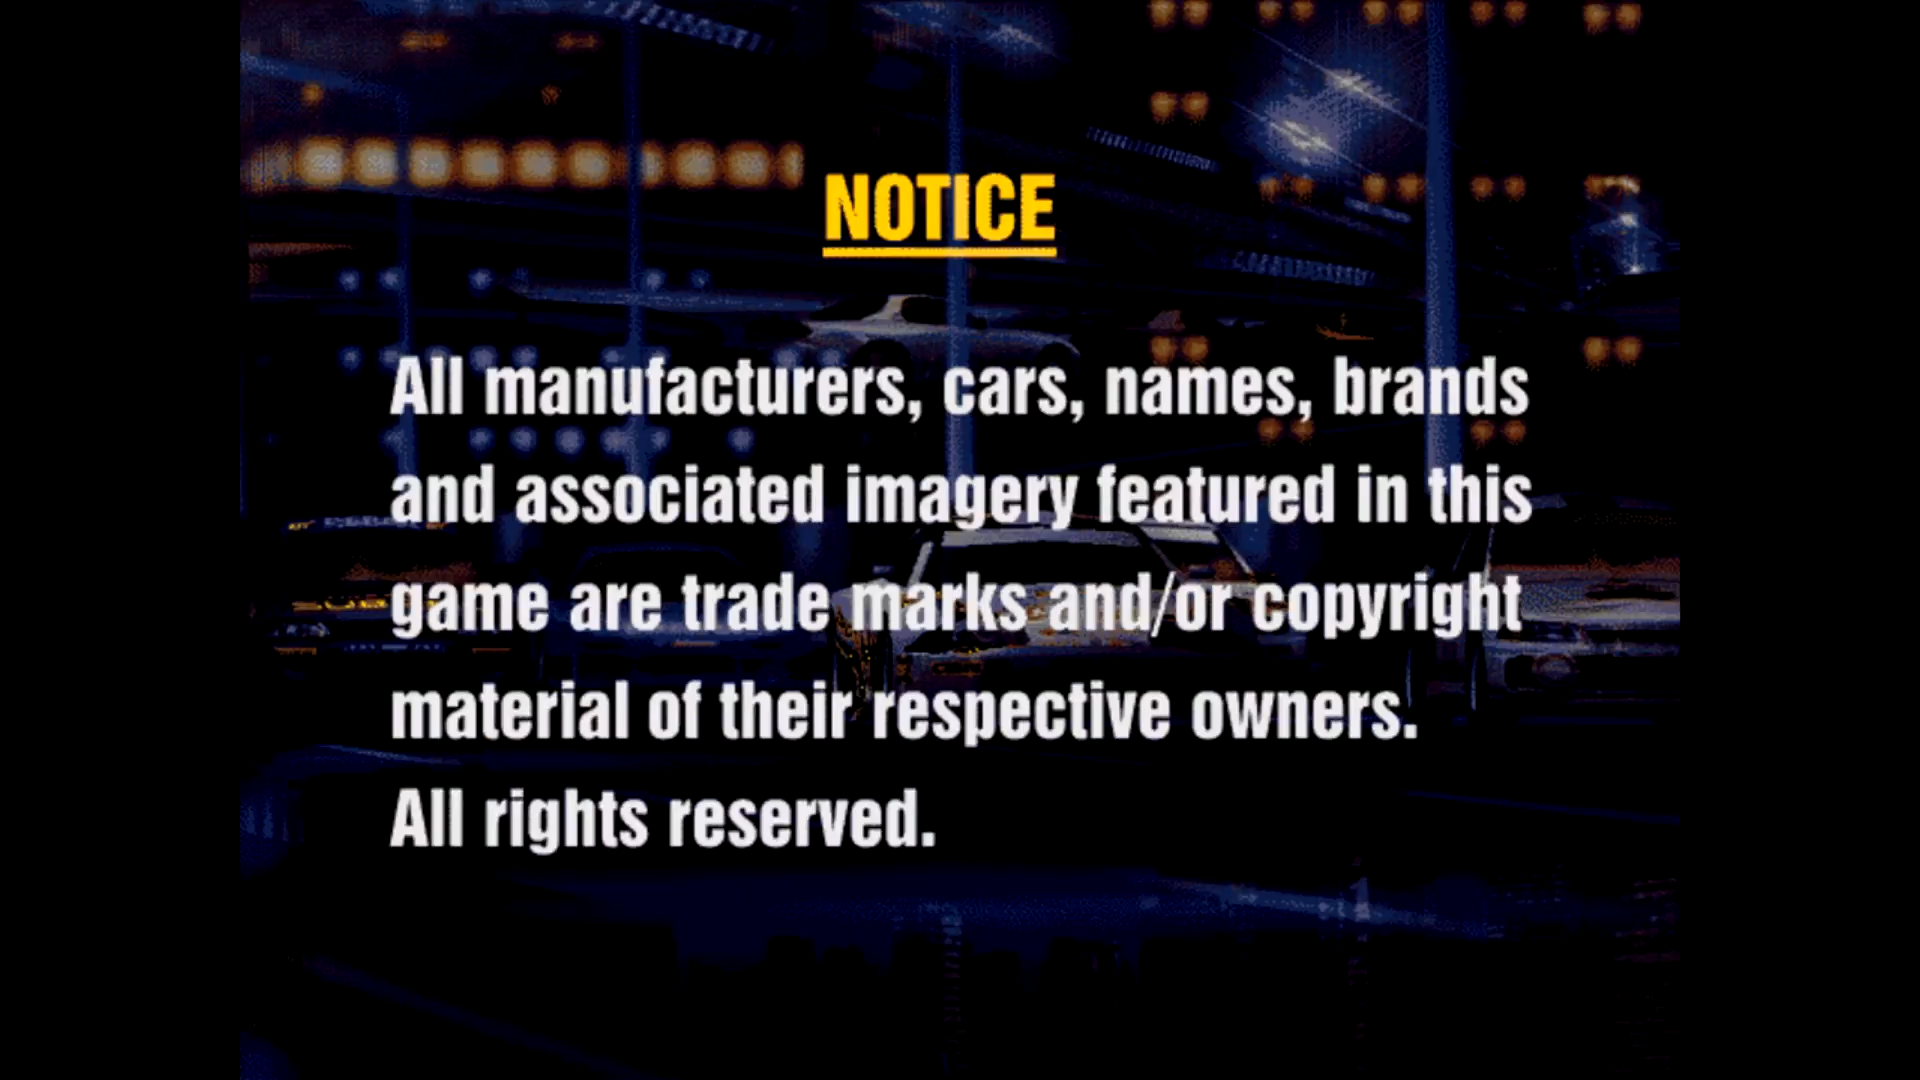 NOTICE
All manufacturers, cars, names, brands
and associated imagery featured in this
game are trade marks and/or copyright
material of their respective owners.
All rights reserved.